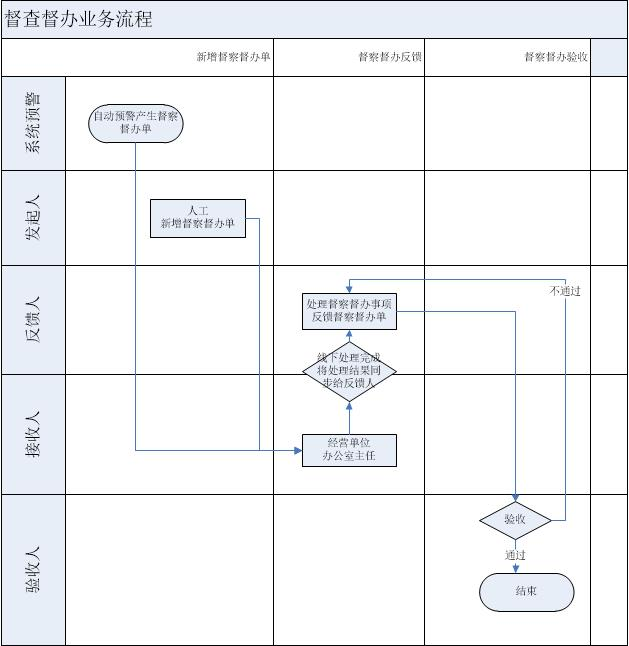 督查督办业务流程
新增督察督办单
督察督办反馈
督察督办验收
系统预警
自动预警产生督察
督办单
发起人
人工
新增督察督办单
反馈人
不通过
处理督察督办事项
反馈督察督办单
线下处理完成
将处理结果同
步给反馈人
接收人
经营单位
办公室主任
验收人
验收
通过
结束